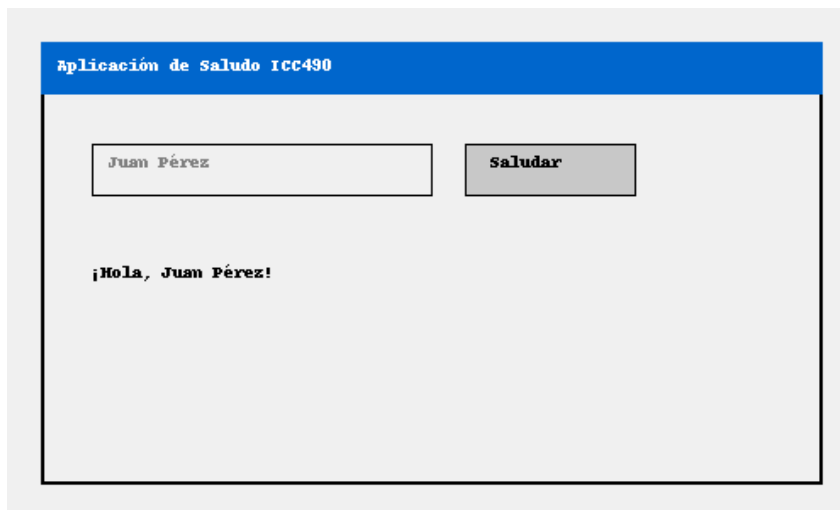 Aplicación de Saludo ICC490
Juan Pérez
Saludar
¡Hola, Juan Pérez!